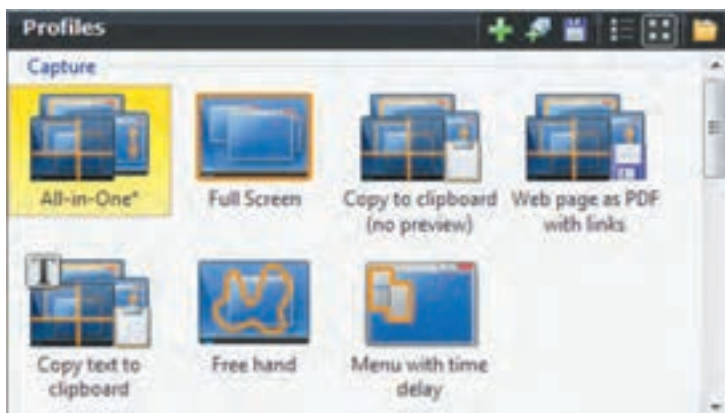 Profiles
Capture
All-in-One*
Full Screen
Copy to clipboard
(no preview)
Web page as PDF
with links
T
Copy text to
clipboard
Free hand
Menu with time
delay